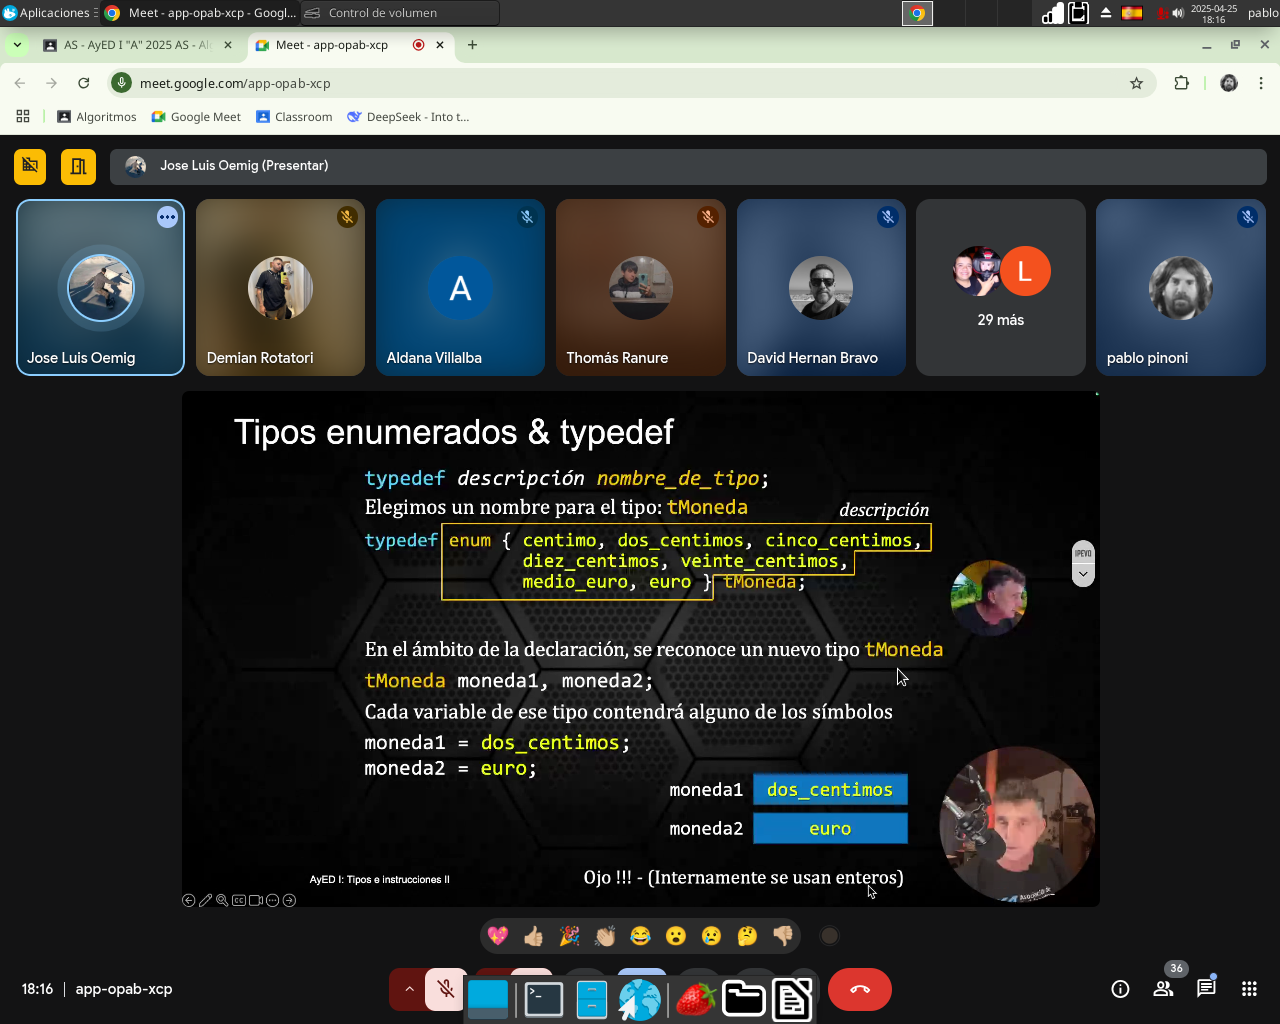 Aplicaciones
Meet - app-opab-xcp - Googl...
Control de volumen
2025-04-25
18:16
pablo
AS - AyED I "A" 2025 AS - Al
Meet - app-opab-xcp
meet.google.com/app-opab-xcp
Algoritmos
Google Meet
Classroom
DeepSeek - Into t...
Jose Luis Oemig (Presentar)
A
L
29 más
Jose Luis Oemig
Demian Rotatori
Aldana Villalba
Thomás Ranure
David Hernan Bravo
pablo pinoni
Tipos enumerados & typedef
typedef descripción nombre_de_tipo;
Elegimos un nombre para el tipo: tMoneda
descripción
typedef enum { centimo, dos_centimos, cinco_centimos,
diez_centimos, veinte_centimos,
medio_euro, euro } tMoneda;
IPEVO
En el ámbito de la declaración, se reconoce un nuevo tipo tMoneda
tMoneda moneda1, moneda2;
Cada variable de ese tipo contendrá alguno de los símbolos
moneda1 = dos_centimos;
moneda2 = euro;
moneda1 dos_centimos
moneda2 euro
AyED I: Tipos e instrucciones II
Ojo !!! - (Internamente se usan enteros)
CC
18:16 | app-opab-xcp
36